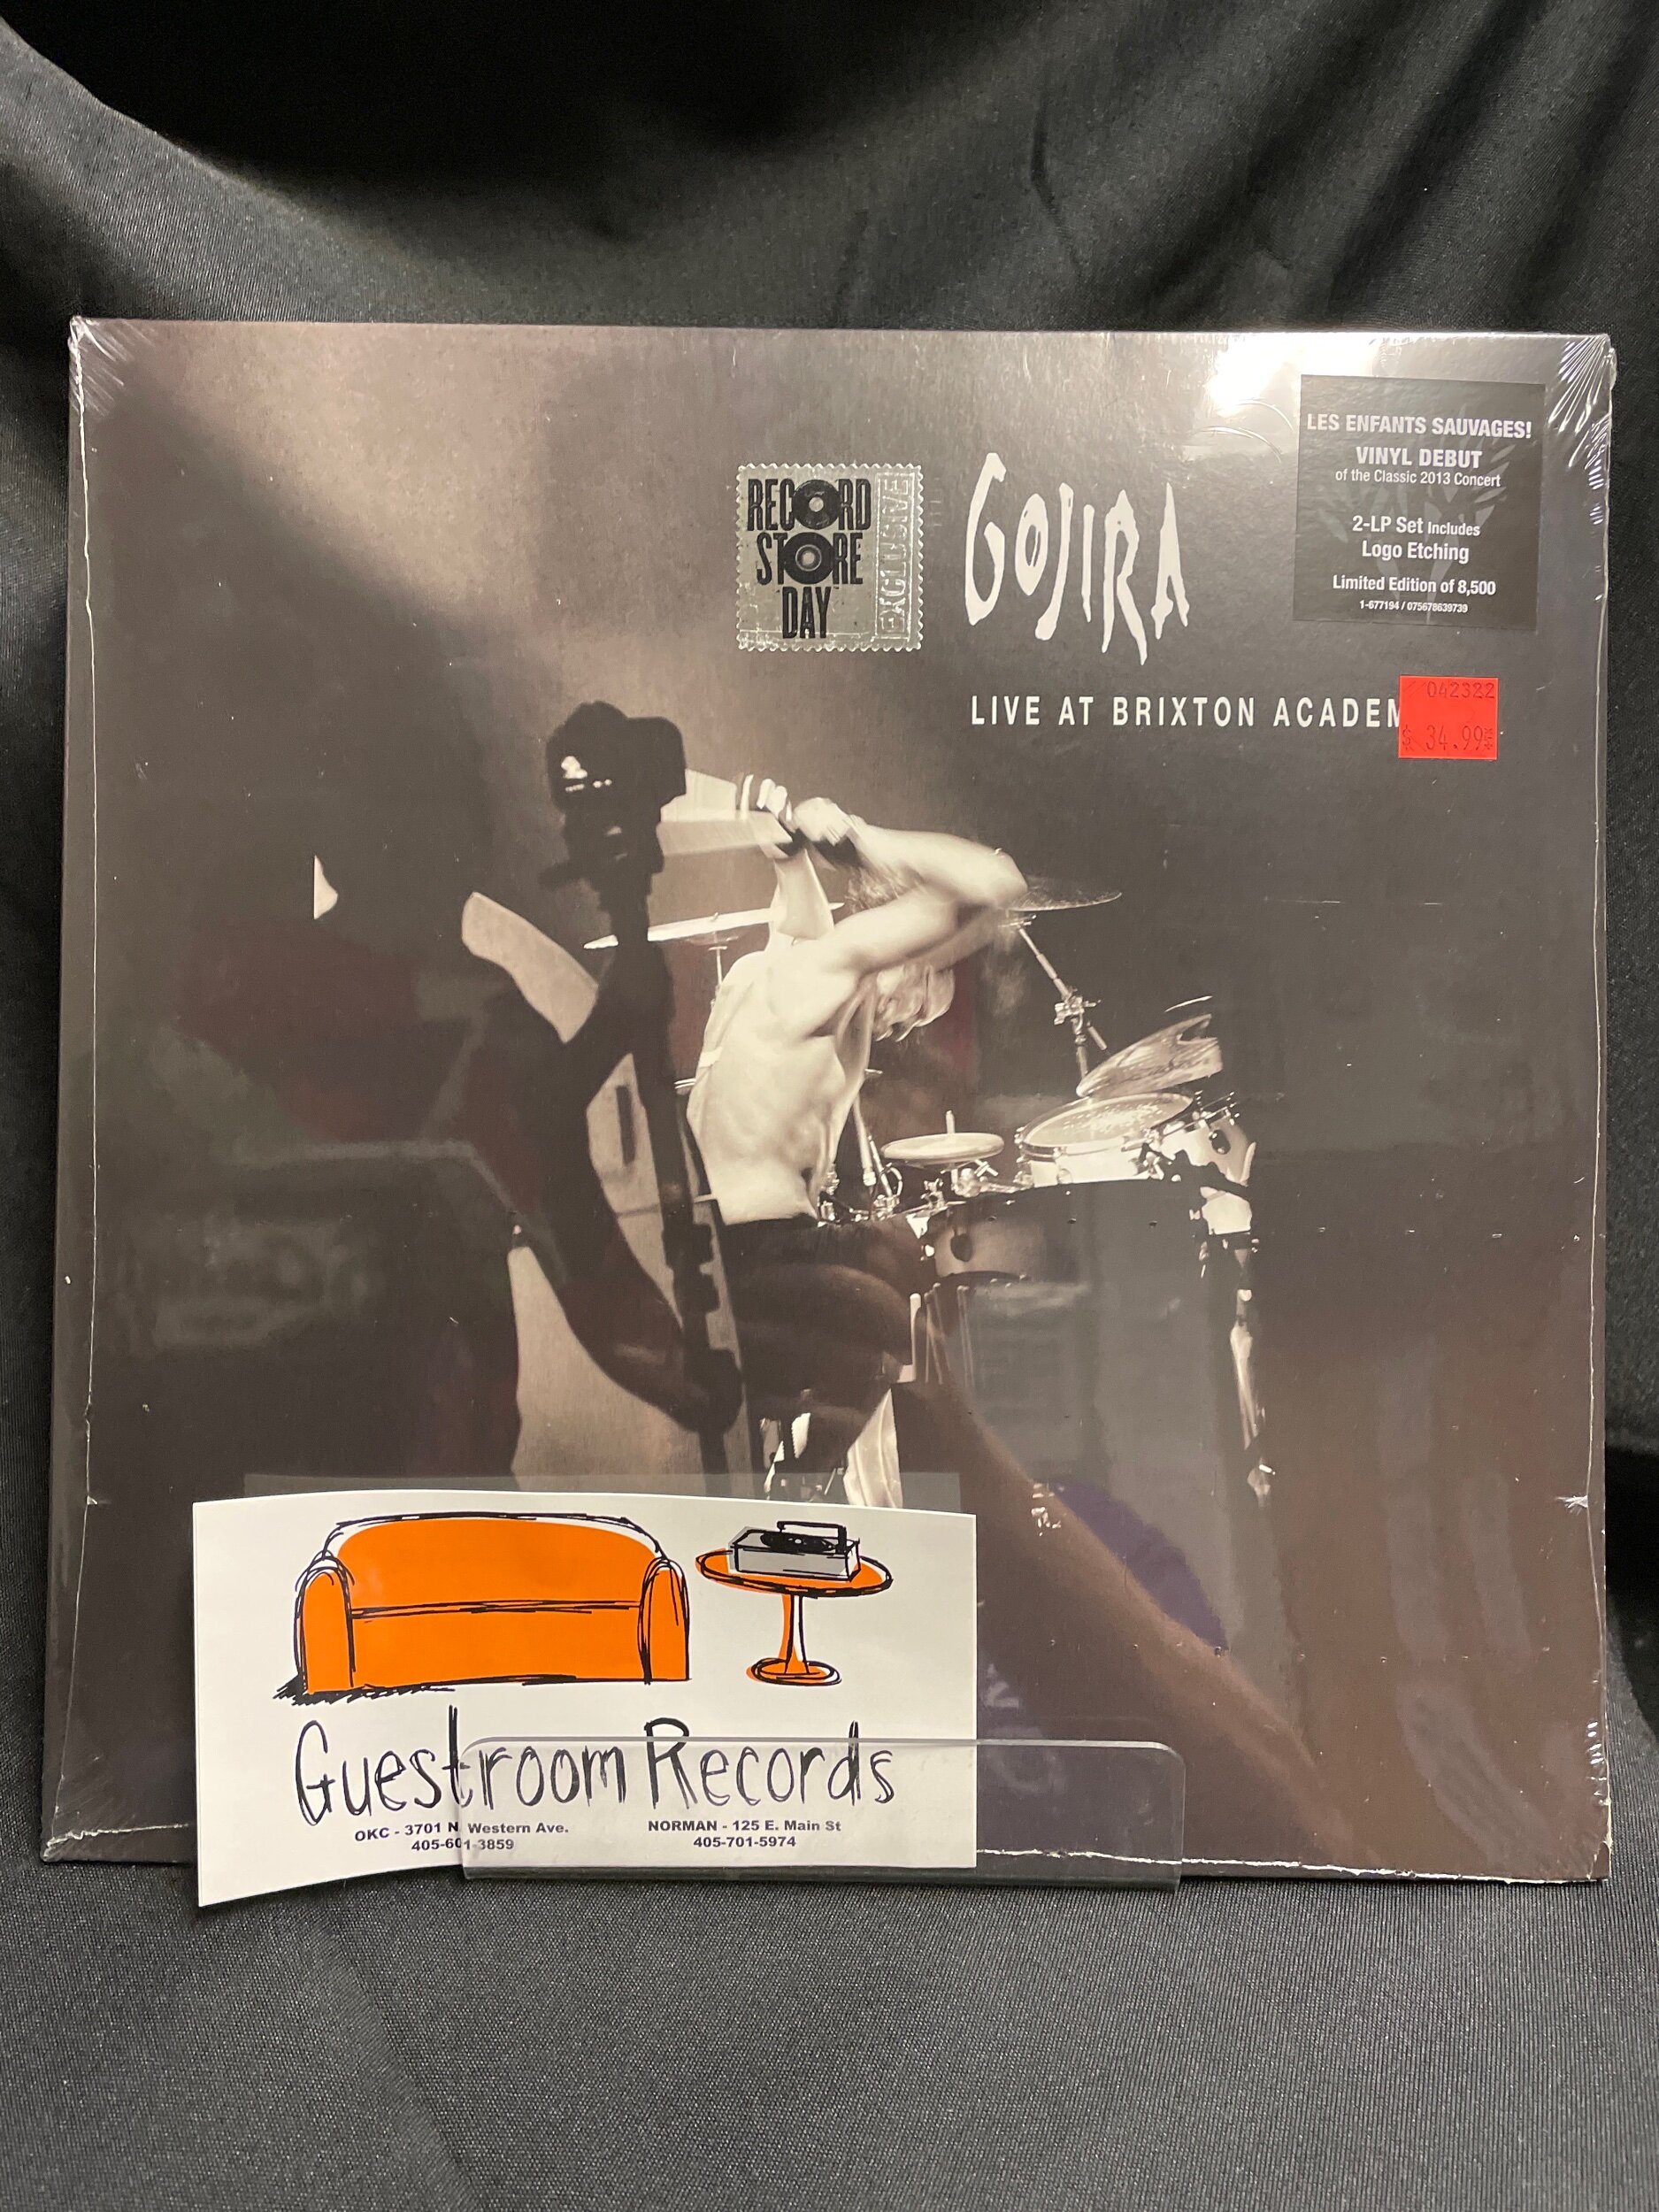 LES ENFANTS SAUVAGES!
VINYL DEBUT
of the Classic 2013 Concert
2-LP Set Includes
Logo Etching
Limited Edition of 8,500
1-677194 / 075678639739
RECORD
STORE
DAY
EXCLUSIVE
GOJIRA
LIVE AT BRIXTON ACADEM
042322
$ 34.99
Guestroom Records
OKC - 3701 N Western Ave.
405-601-3859
NORMAN - 125 E. Main St
405-701-5974